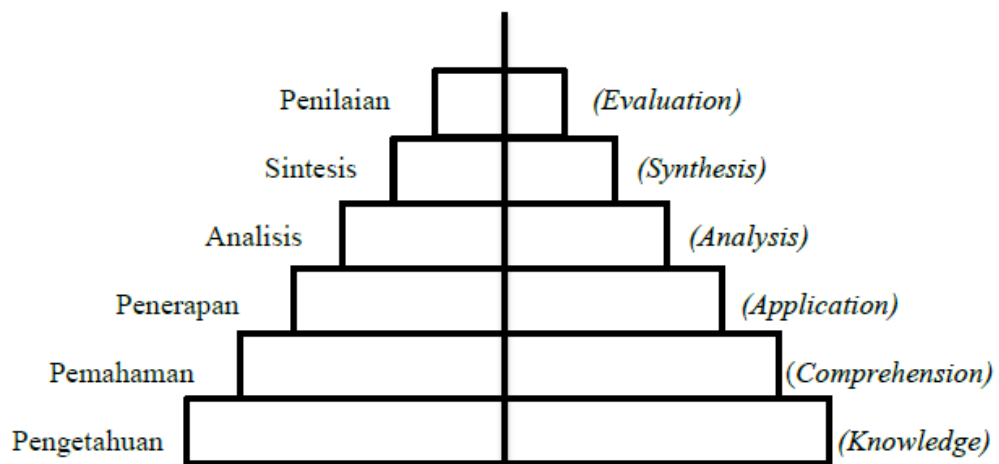 Penilaian (Evaluation)
Sintesis (Synthesis)
Analisis (Analysis)
Penerapan (Application)
Pemahaman (Comprehension)
Pengetahuan (Knowledge)